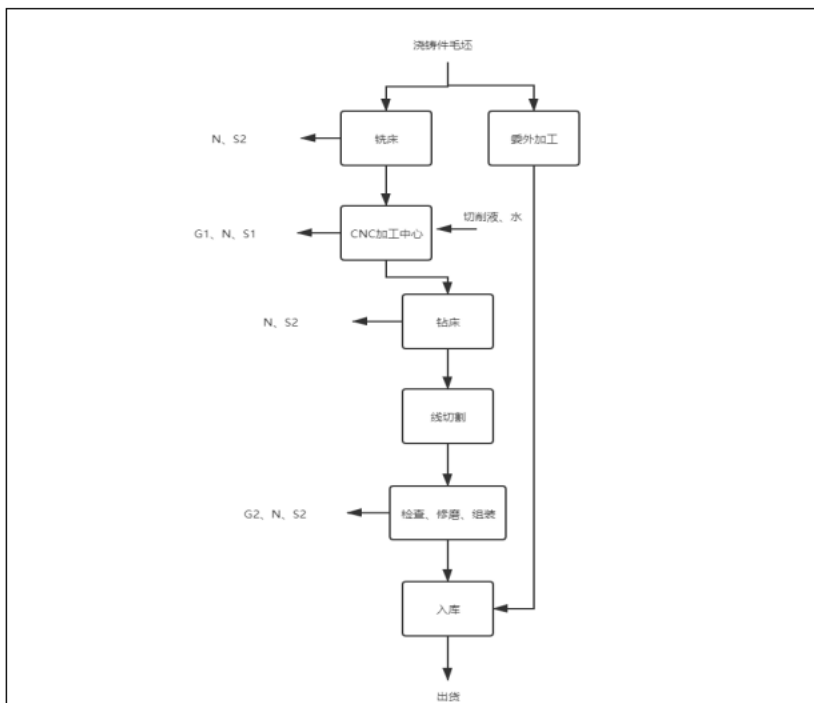 浇铸件毛坯
N、S2
铣床
委外加工
G1、N、S1
CNC加工中心
切削液、水
N、S2
钻床
线切割
G2、N、S2
检查、修磨、组装
入库
出货